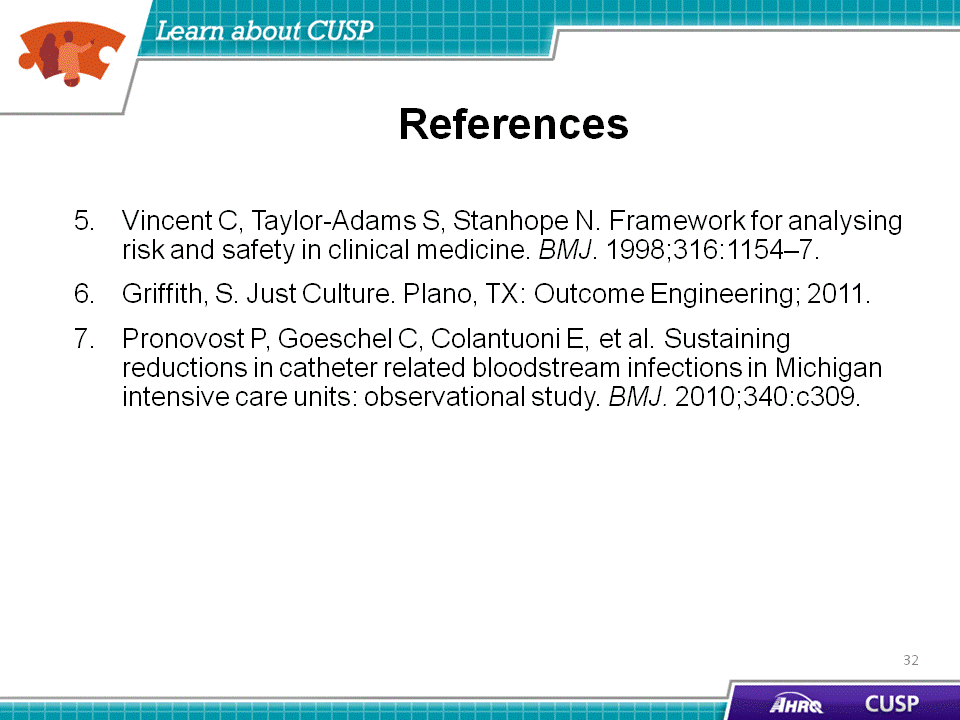 Learn about CUSP
References
5. Vincent C, Taylor-Adams S, Stanhope N. Framework for analysing
risk and safety in clinical medicine. BMJ. 1998;316:1154–7.
6. Griffith, S. Just Culture. Plano, TX: Outcome Engineering; 2011.
7. Pronovost P, Goeschel C, Colantuoni E, et al. Sustaining
reductions in catheter related bloodstream infections in Michigan
intensive care units: observational study. BMJ. 2010;340:c309.
32
AHRQ CUSP